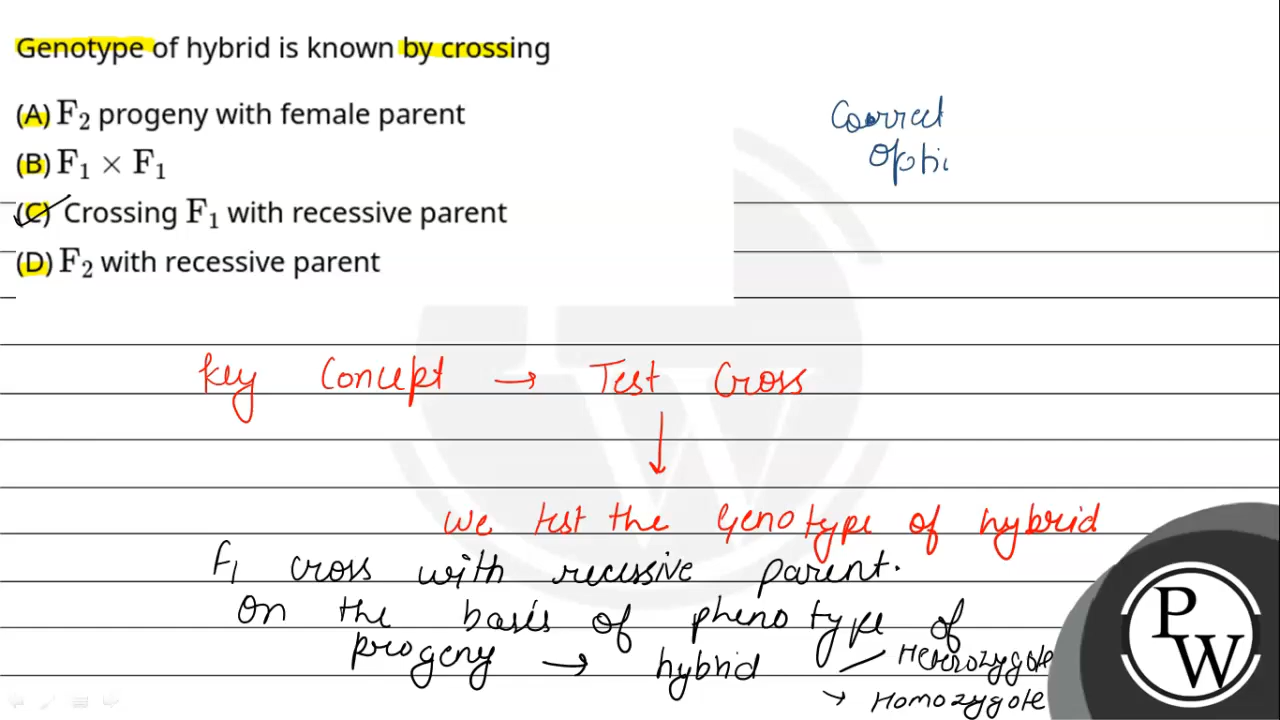 Genotype of hybrid is known by crossing
(A) F₂ progeny with female parent
(B) F₁ × F₁
(C) Crossing F₁ with recessive parent
(D) F₂ with recessive parent
Correct
Opti
Key Concept → Test Cross
↓
We test the Genotype of hybrid
F₁ cross with recessive parent.
On the basis of phenotype of
progeny → hybrid
Heterozygote
→ Homozygote
P
W